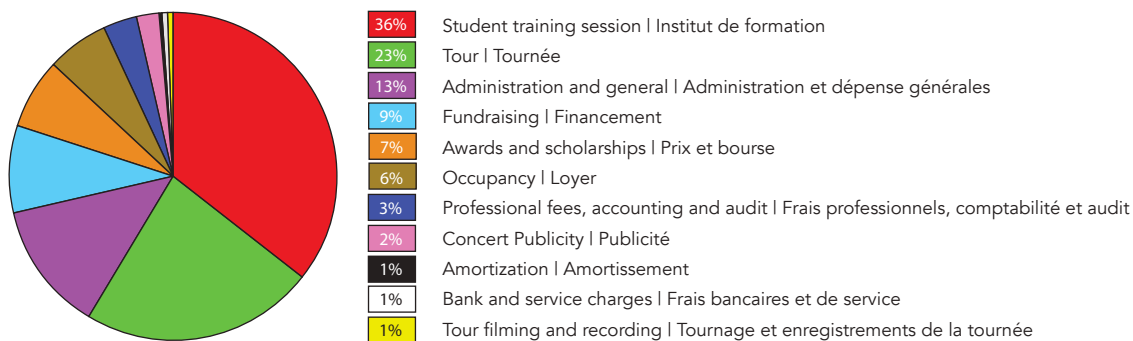 36% Student training session | Institut de formation
23% Tour | Tournée
13% Administration and general | Administration et dépense générales
9% Fundraising | Financement
7% Awards and scholarships | Prix et bourse
6% Occupancy | Loyer
3% Professional fees, accounting and audit | Frais professionnels, comptabilité et audit
2% Concert Publicity | Publicité
1% Amortization | Amortissement
1% Bank and service charges | Frais bancaires et de service
1% Tour filming and recording | Tournage et enregistrements de la tournée